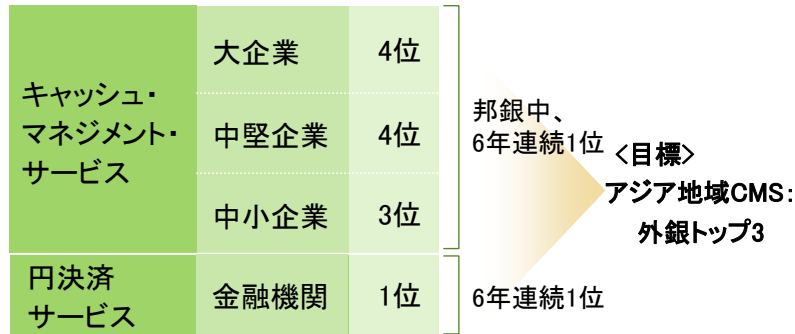 キャッシュ・
マネジメント・
サービス
大企業
4位
中堅企業
4位
中小企業
3位
邦銀中、
6年連続1位
円決済
サービス
金融機関
1位
6年連続1位
<目標>
アジア地域CMS:
外銀トップ3